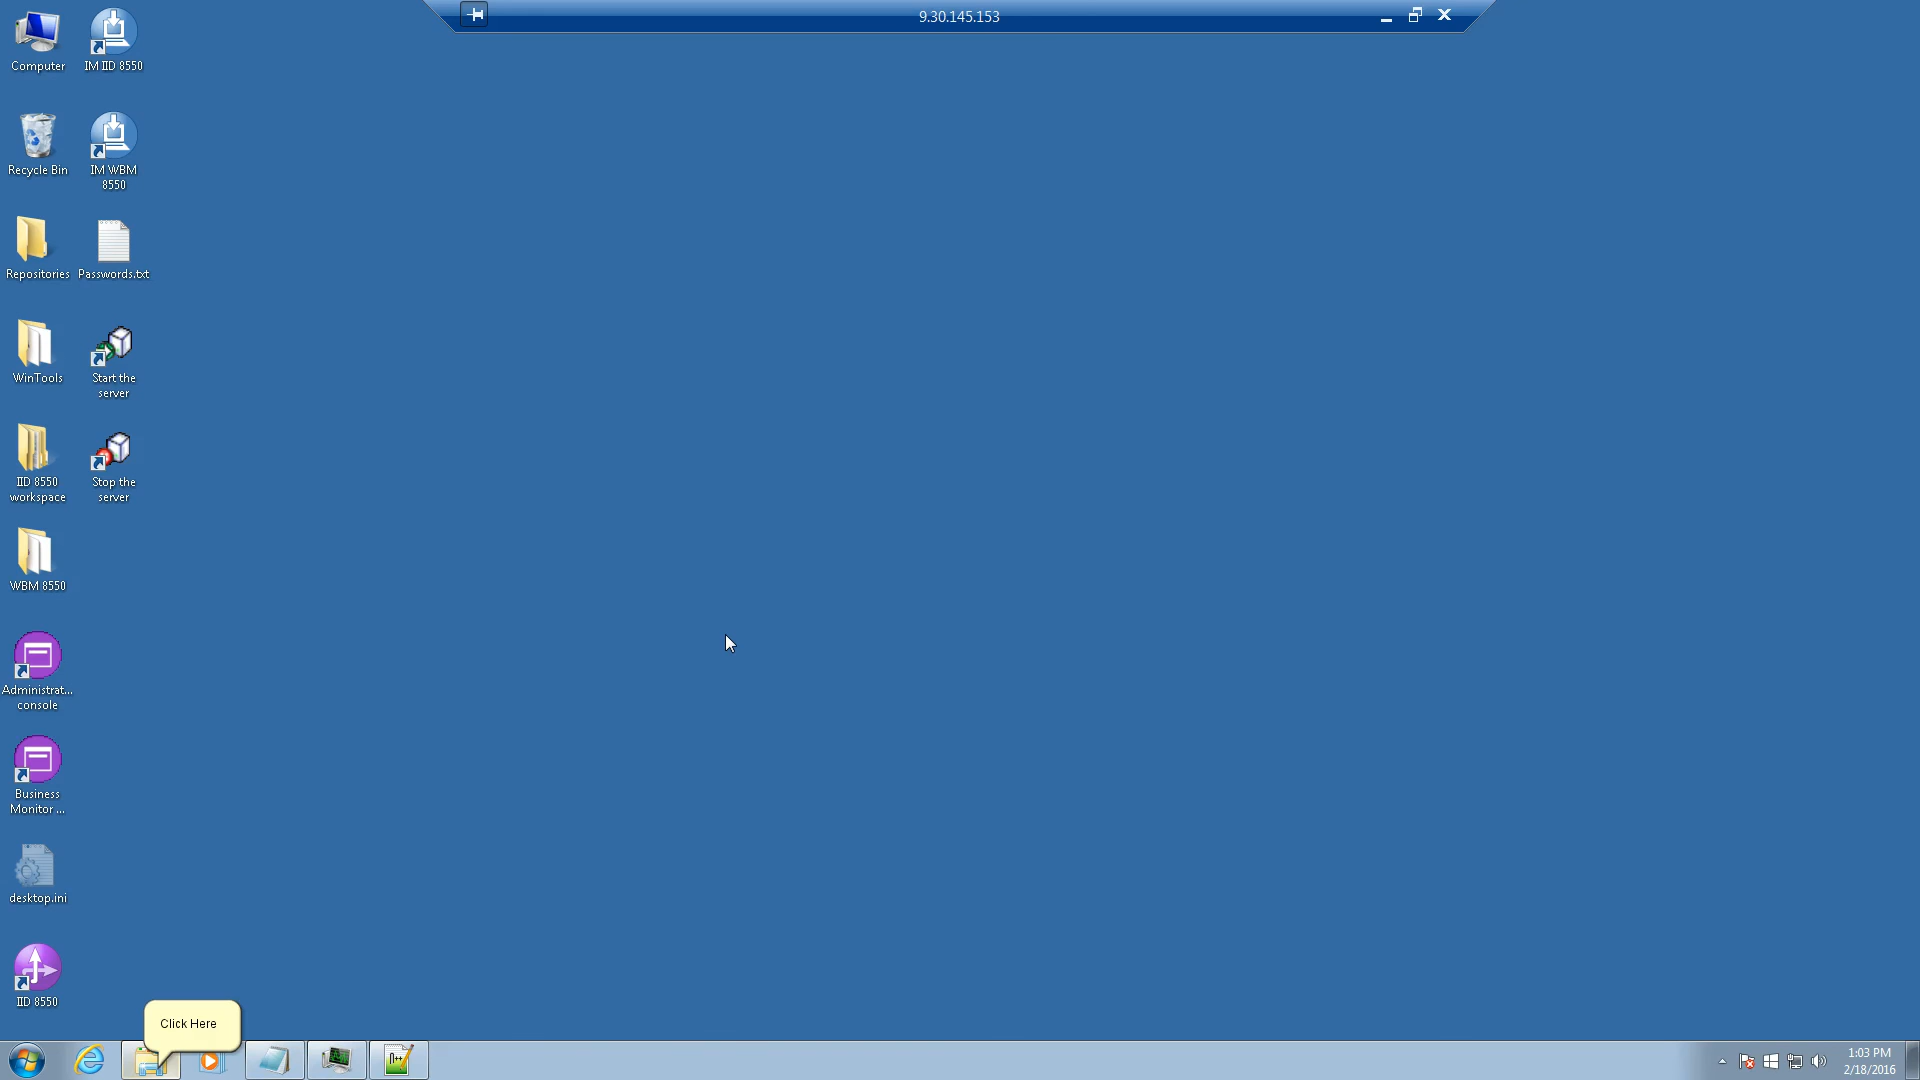 9.30.145.153
Computer
IM IID 8550
Recycle Bin
IM WBM
8550
Repositories
Passwords.txt
WinTools
Start the
server
IID 8550
workspace
Stop the
server
WBM 8550
Administrat...
console
Business
Monitor ...
desktop.ini
IID 8550
Click Here
n++
1:03 PM
2/18/2016